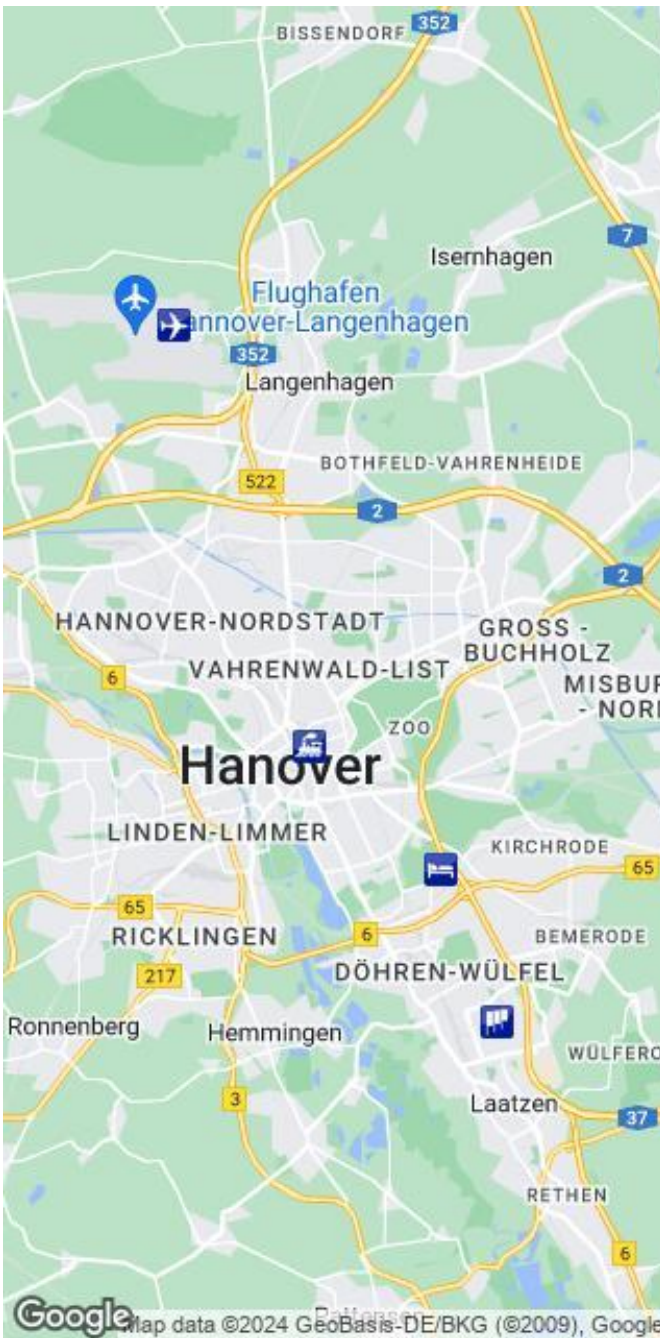 BISSENDORF
352
7
Isernhagen
Flughafen
annover-Langenhagen
352
Langenhagen
BOTHFELD-VAHRENHEIDE
522
2
2
HANNOVER-NORDSTADT
GROSS -
BUCHHOLZ
VAHRENWALD-LIST
6
MISBUR
- NORD
ZOO
Hanover
LINDEN-LIMMER
KIRCHRODE
65
65
6
RICKLINGEN
BEMERODE
217
DÖHREN-WÜLFEL
Ronnenberg
Hemmingen
WÜLFERO
3
Laatzen
37
RETHEN
6
Pattensen
Google
Map data ©2024 GeoBasis-DE/BKG (©2009), Google